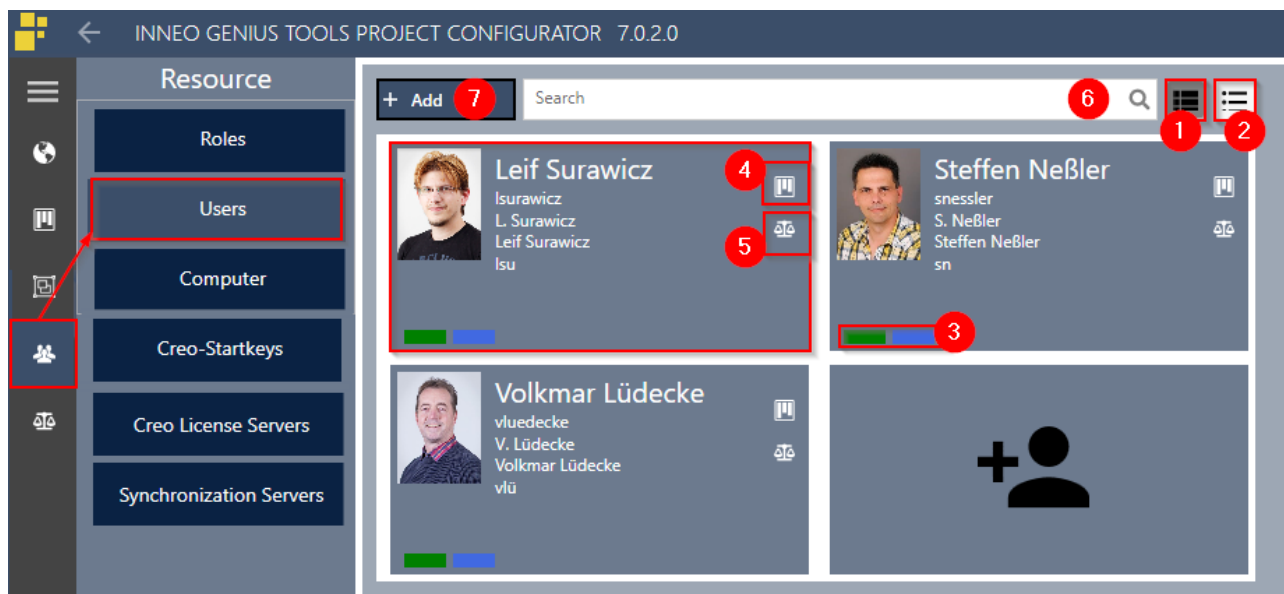 INNEO GENIUS TOOLS PROJECT CONFIGURATOR 7.0.2.0
Resource
Roles
Users
Computer
Creo-Startkeys
Creo License Servers
Synchronization Servers
+ Add 7
Search 6
1
2
Leif Surawicz
lsurawicz
L. Surawicz
Leif Surawicz
lsu
4
5
Steffen Neßler
snessler
S. Neßler
Steffen Neßler
sn
3
Volkmar Lüdecke
vluedecke
V. Lüdecke
Volkmar Lüdecke
vlü